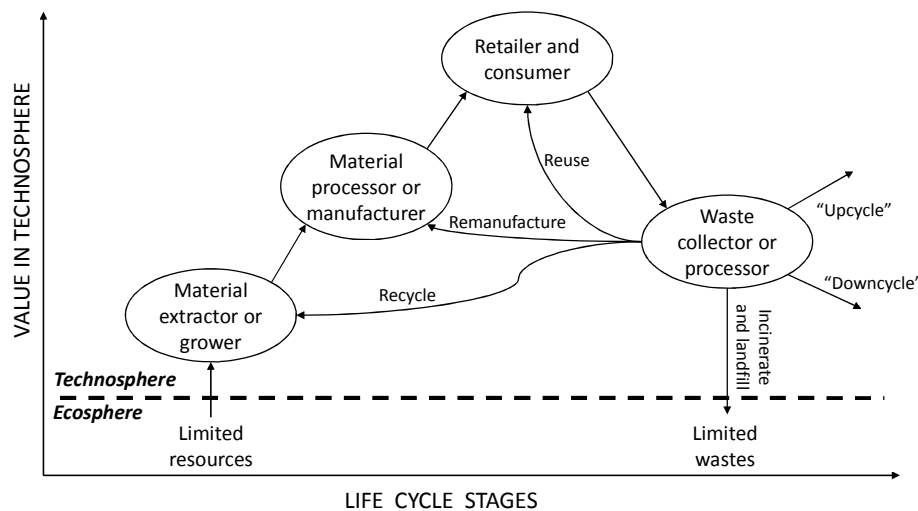 VALUE IN TECHNOSPHERE
Retailer and
consumer
Material
processor or
manufacturer
Reuse
Remanufacture
Waste
collector or
processor
"Upcycle"
"Downcycle"
Material
extractor or
grower
Recycle
Incinerate
and landfill
Technosphere
Ecosphere
Limited
resources
Limited
wastes
LIFE CYCLE STAGES